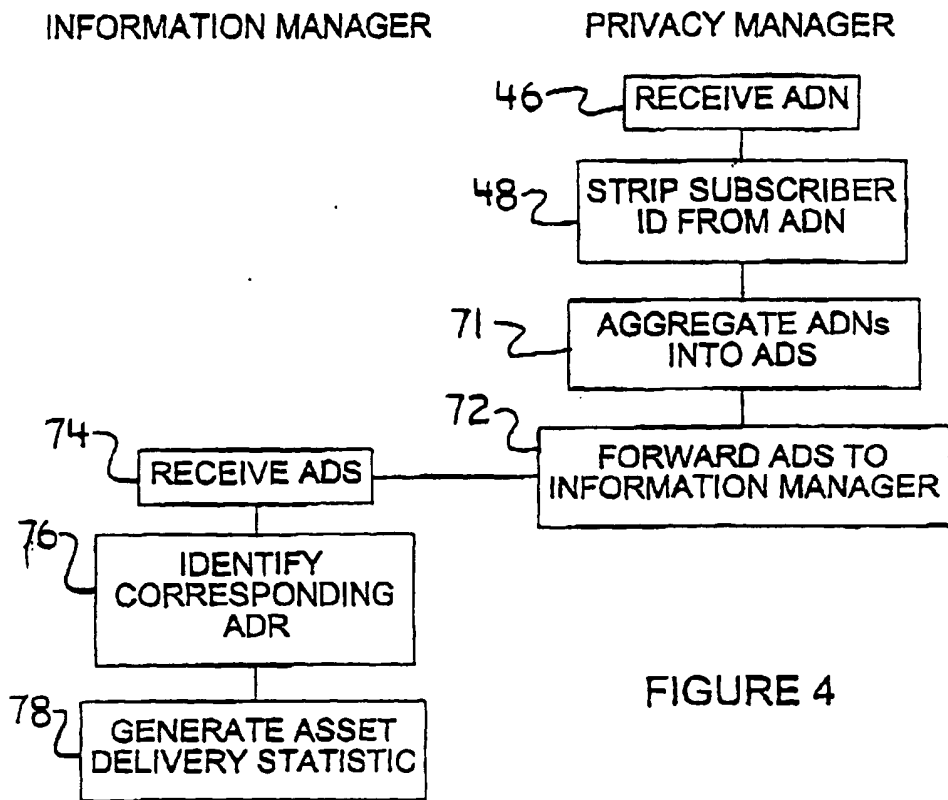 INFORMATION MANAGER
PRIVACY MANAGER
46
RECEIVE ADN
48
STRIP SUBSCRIBER
ID FROM ADN
71
AGGREGATE ADNs
INTO ADS
72
FORWARD ADS TO
INFORMATION MANAGER
74
RECEIVE ADS
76
IDENTIFY
CORRESPONDING
ADR
78
GENERATE ASSET
DELIVERY STATISTIC
FIGURE 4